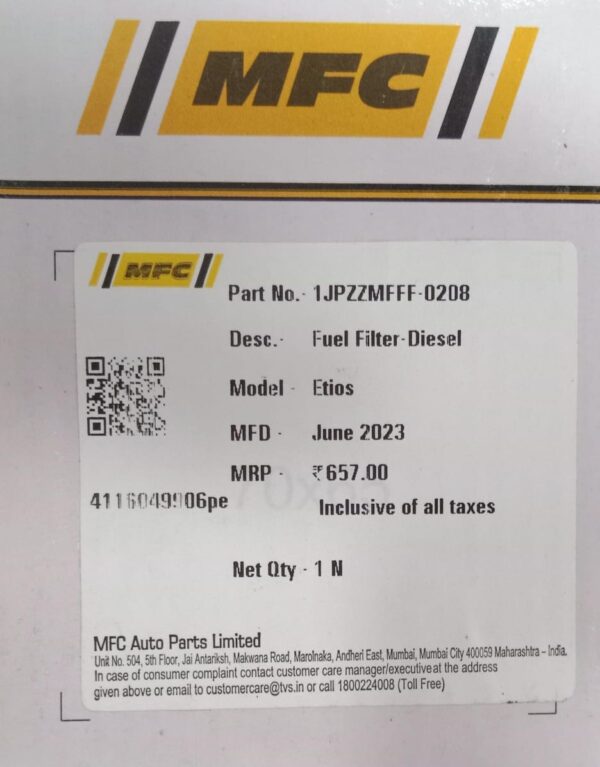 MFC
MFC
Part No.- 1JPZZMFFF-0208
Desc.- Fuel Filter-Diesel
Model - Etios
MFD - June 2023
MRP - ₹657.00
4116049906pe
Inclusive of all taxes
Net Qty - 1 N
MFC Auto Parts Limited
Unit No. 504, 5th Floor, Jai Antariksh, Makwana Road, Marolnaka, Andheri East, Mumbai, Mumbai City 400059 Maharashtra – India.
In case of consumer complaint contact customer care manager/executive at the address
given above or email to customercare@tvs.in or call 1800224008 (Toll Free)